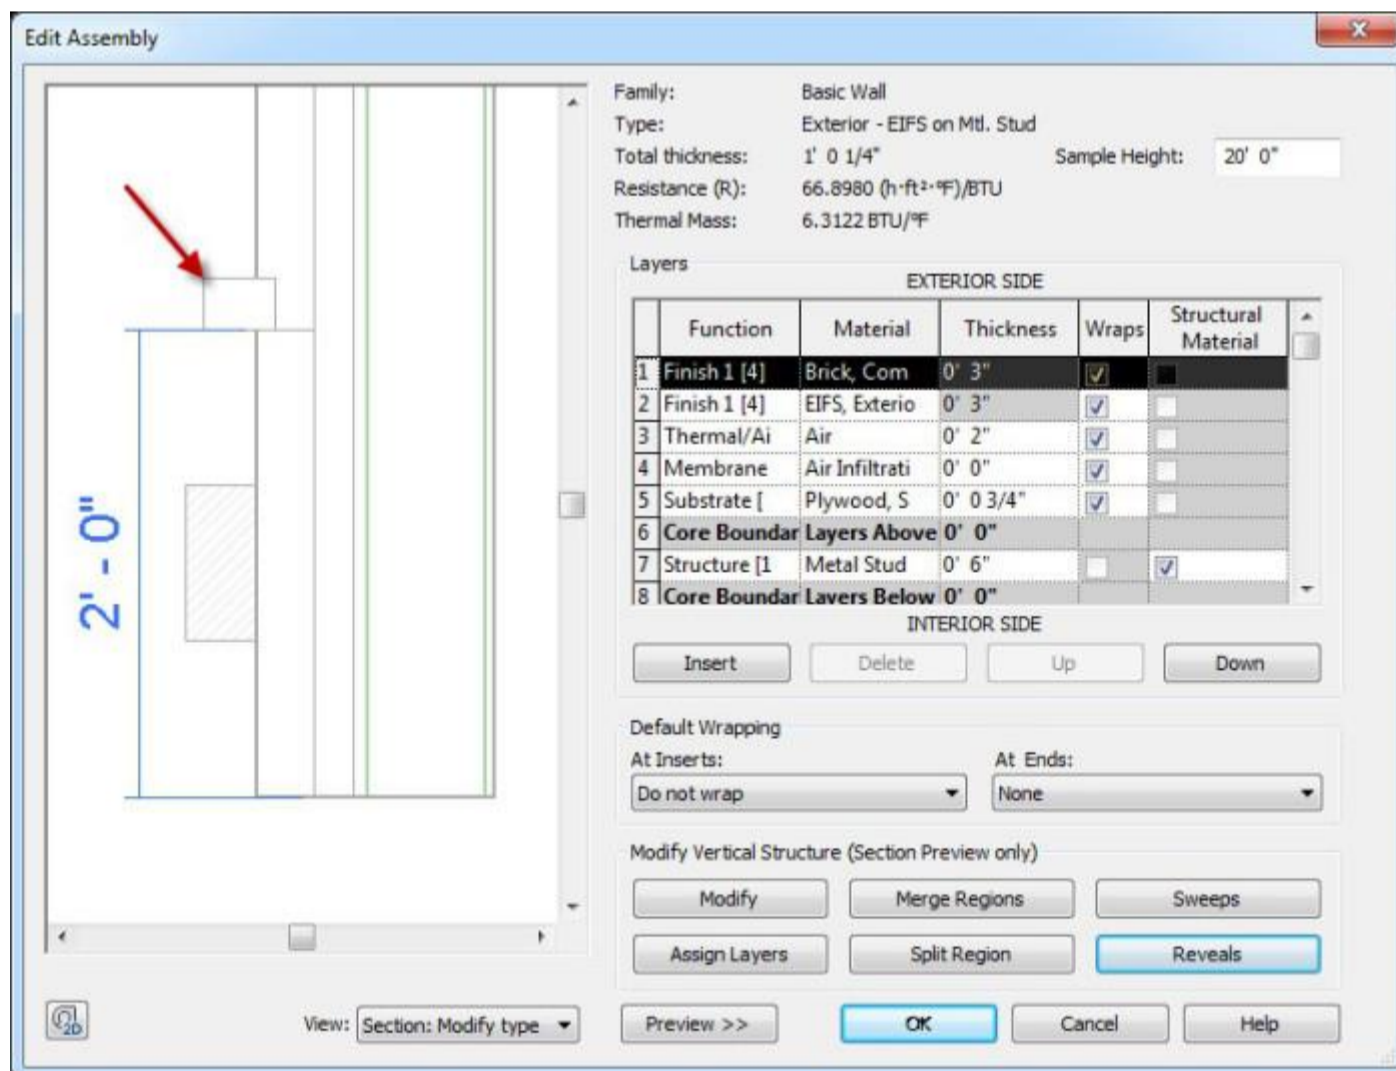 Edit Assembly
Family: Basic Wall
Type: Exterior - EIFS on Mtl. Stud
Total thickness: 1' 0 1/4" Sample Height: 20' 0"
Resistance (R): 66.8980 (h·ft²·°F)/BTU
Thermal Mass: 6.3122 BTU/°F
Layers
EXTERIOR SIDE
Function Material Thickness Wraps Structural Material
1 Finish 1 [4] Brick, Com 0' 3"
2 Finish 1 [4] EIFS, Exterio 0' 3"
3 Thermal/Ai Air 0' 2"
4 Membrane Air Infiltrati 0' 0"
5 Substrate [ Plywood, S 0' 0 3/4"
6 Core Boundar Layers Above 0' 0"
7 Structure [1 Metal Stud 0' 6"
8 Core Boundar Layers Below 0' 0"
INTERIOR SIDE
Insert Delete Up Down
2' - 0"
Default Wrapping
At Inserts: At Ends:
Do not wrap None
Modify Vertical Structure (Section Preview only)
Modify Merge Regions Sweeps
Assign Layers Split Region Reveals
2D View: Section: Modify type Preview >> OK Cancel Help